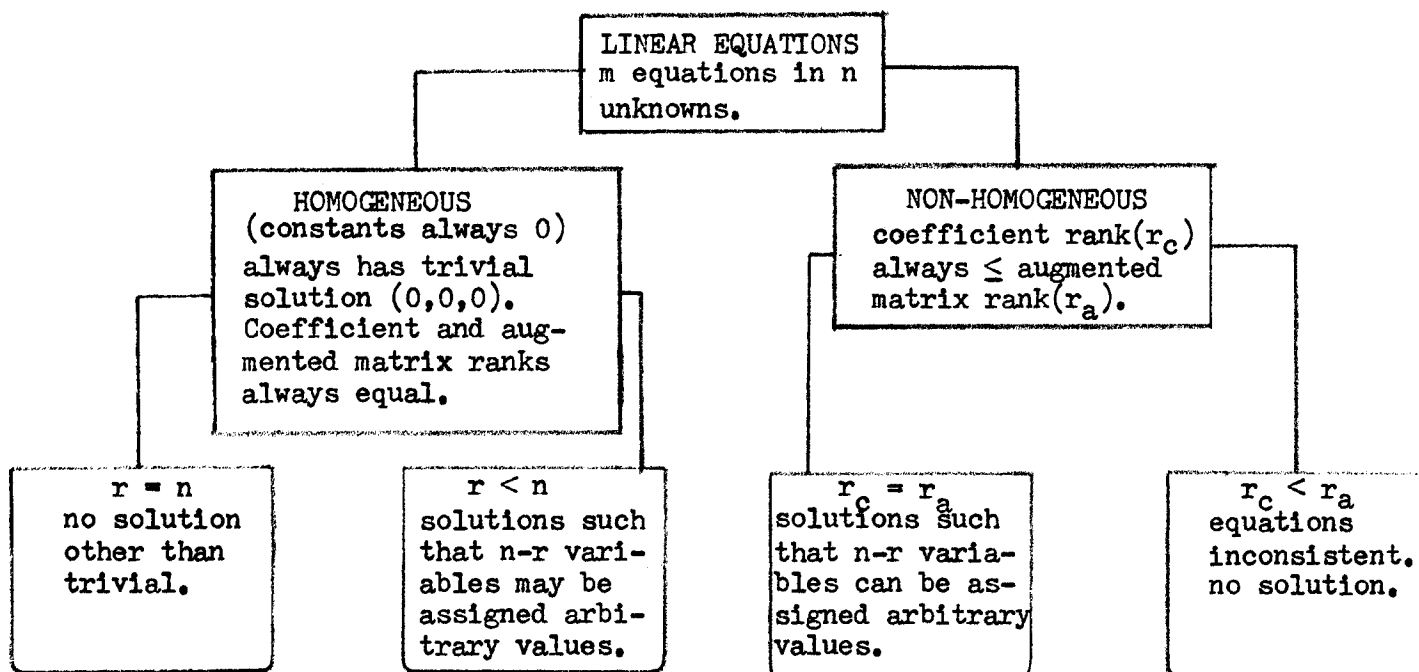 LINEAR EQUATIONS
m equations in n
unknowns.
HOMOGENEOUS
(constants always 0)
always has trivial
solution (0,0,0).
Coefficient and aug-
mented matrix ranks
always equal.
NON-HOMOGENEOUS
coefficient rank(r_c)
always ≤ augmented
matrix rank(r_a).
r = n
no solution
other than
trivial.
r < n
solutions such
that n-r vari-
ables may be
assigned arbi-
trary values.
r_c = r_a
solutions such
that n-r varia-
bles can be as-
signed arbitrary
values.
r_c < r_a
equations
inconsistent.
no solution.